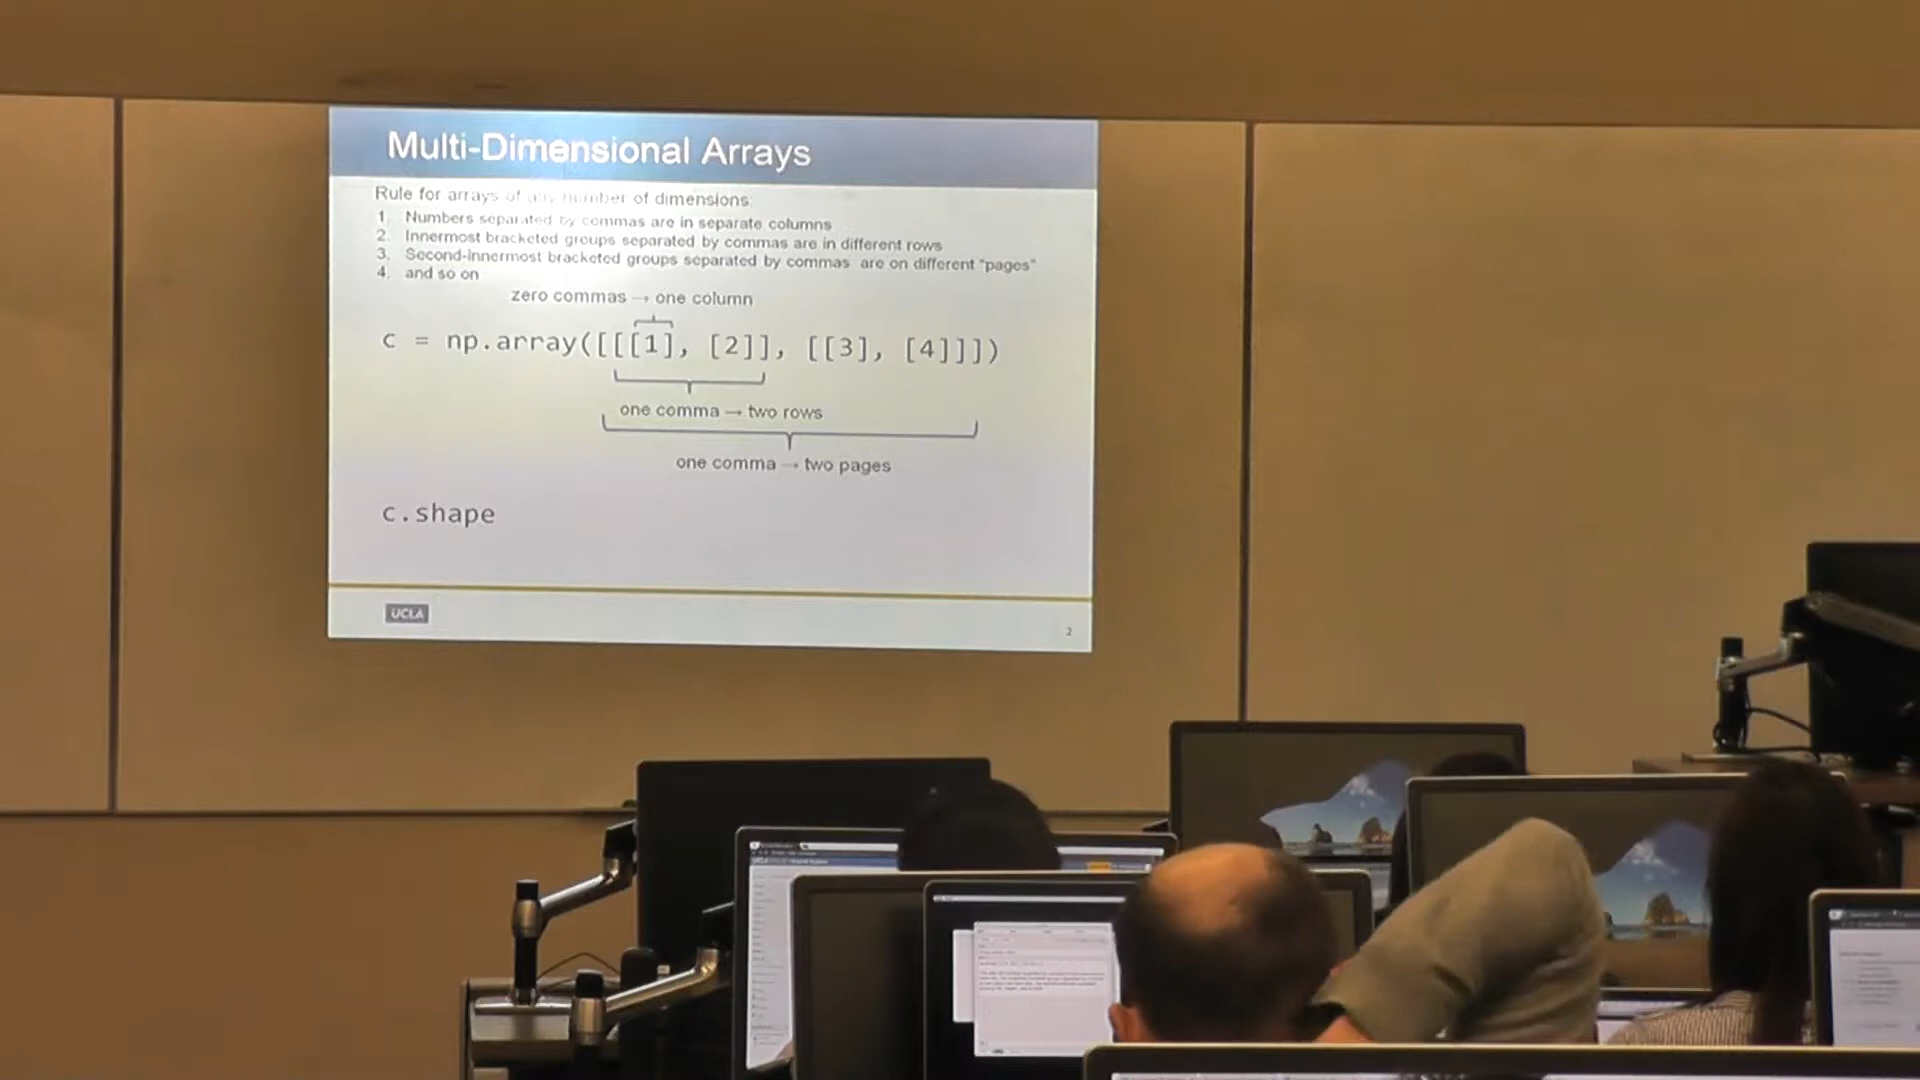 Multi-Dimensional Arrays
Rule for arrays of any number of dimensions:
1. Numbers separated by commas are in separate columns
2. Innermost bracketed groups separated by commas are in different rows
3. Second-Innermost bracketed groups separated by commas are on different "pages"
4. and so on
zero commas → one column
c = np.array([[[1], [2]], [[3], [4]]])
one comma → two rows
one comma → two pages
c.shape
UCLA
2